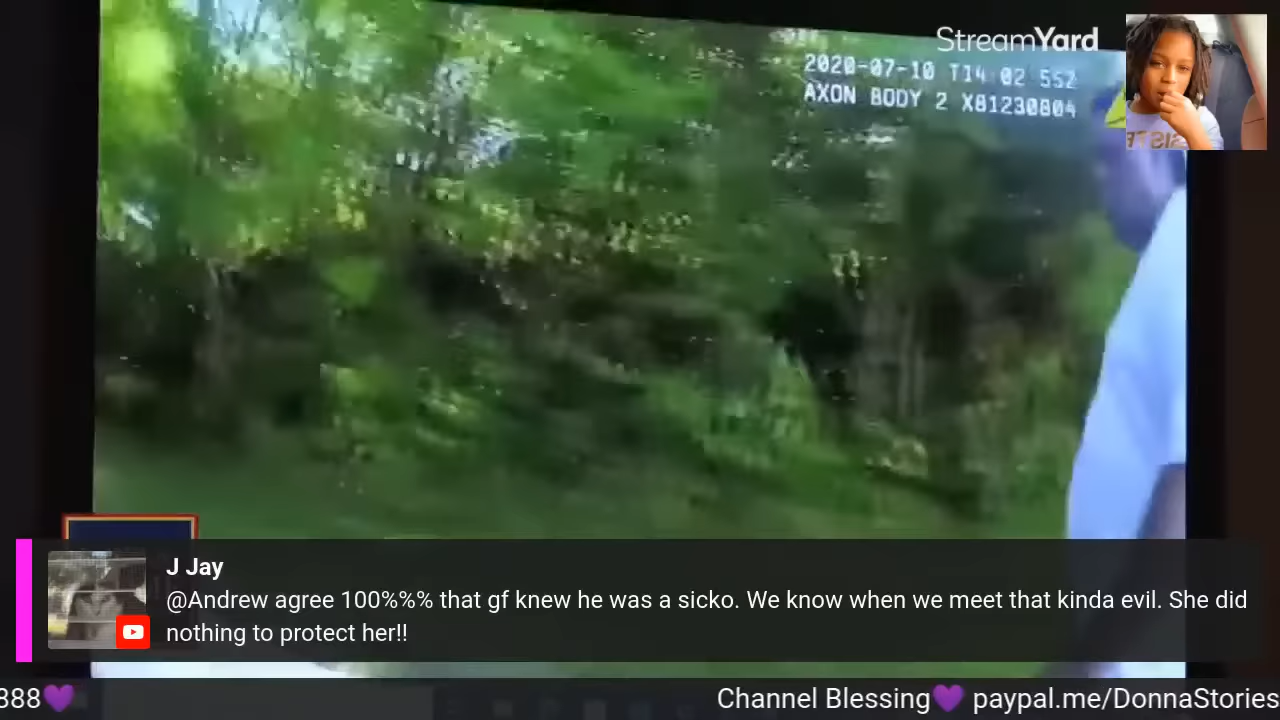 StreamYard
2020-07-10 T14 02 55Z
AXON BODY 2 X81230804
J Jay
@Andrew agree 100%%% that gf knew he was a sicko. We know when we meet that kinda evil. She did
nothing to protect her!!
888💜
Channel Blessing💜 paypal.me/DonnaStories